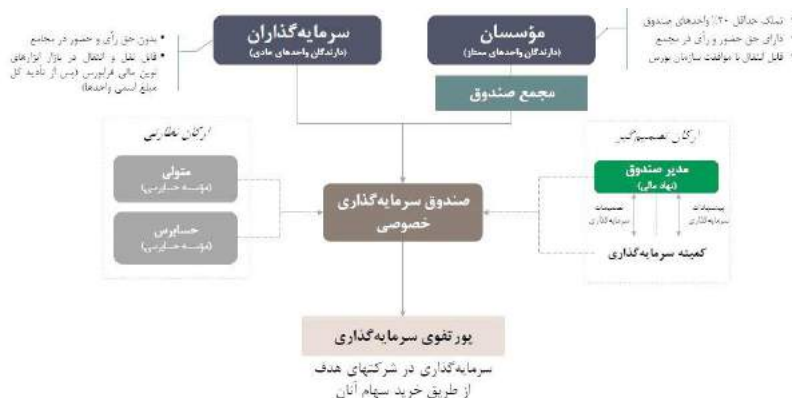 مؤسسان
(دارندگان واحدهای ممتاز)
تملک حداقل ۲۰٪ واحدهای صندوق
دارای حق حضور و رأی در مجمع
قابل انتقال با موافقت سازمان بورس
سرمایه‌گذاران
(دارندگان واحدهای عادی)
بدون حق رأی و حضور در مجامع
قابل نقل و انتقال در بازار ابزارهای
نوین مالی فرابورس (پس از تأدیه کل
مبلغ اسمی واحدها)
مجمع صندوق
ارکان تصمیم‌گیر
مدیر صندوق
(نهاد مالی)
پیشنهادات
سرمایه‌گذاری
تصمیمات
سرمایه‌گذاری
کمیته سرمایه‌گذاری
صندوق سرمایه‌گذاری
خصوصی
ارکان نظارتی
متولی
(مؤسسه حسابرسی)
حسابرس
(مؤسسه حسابرسی)
پورتفوی سرمایه‌گذاری
سرمایه‌گذاری در شرکتهای هدف
از طریق خرید سهام آنان